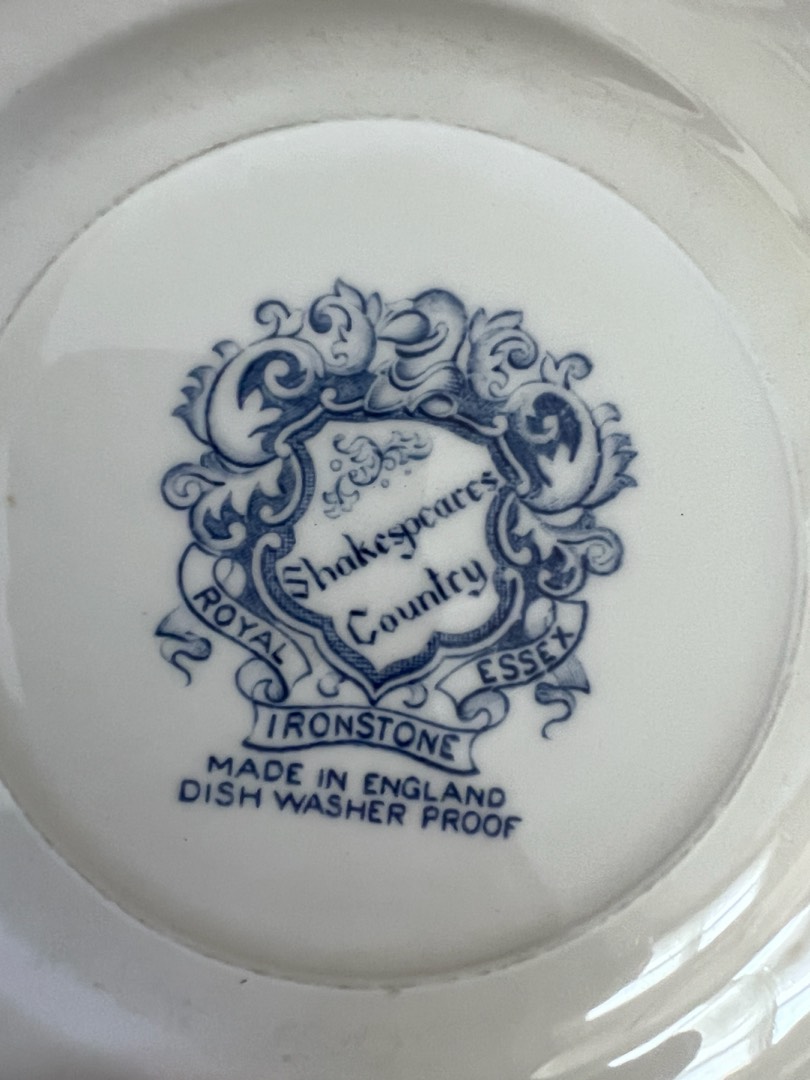 Shakespeares
Country
ROYAL
ESSEX
IRONSTONE
MADE IN ENGLAND
DISH WASHER PROOF